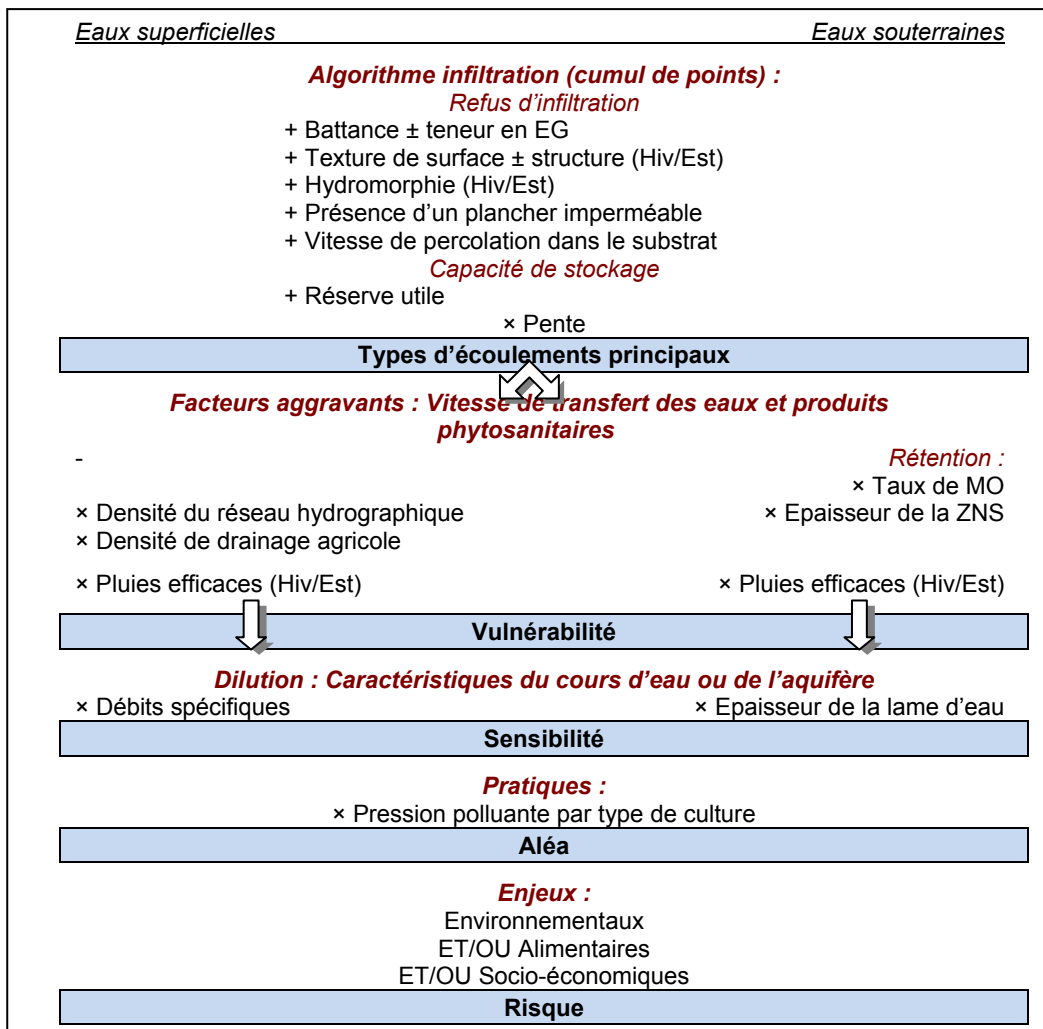 Eaux superficielles Eaux souterraines
Algorithme infiltration (cumul de points) :
Refus d'infiltration
+ Battance ± teneur en EG
+ Texture de surface ± structure (Hiv/Est)
+ Hydromorphie (Hiv/Est)
+ Présence d'un plancher imperméable
+ Vitesse de percolation dans le substrat
Capacité de stockage
+ Réserve utile
× Pente
Types d'écoulements principaux
Facteurs aggravants : Vitesse de transfert des eaux et produits
phytosanitaires
- Rétention :
× Taux de MO
× Densité du réseau hydrographique × Epaisseur de la ZNS
× Densité de drainage agricole
× Pluies efficaces (Hiv/Est) × Pluies efficaces (Hiv/Est)
Vulnérabilité
Dilution : Caractéristiques du cours d'eau ou de l'aquifère
× Débits spécifiques × Epaisseur de la lame d'eau
Sensibilité
Pratiques :
× Pression polluante par type de culture
Aléa
Enjeux :
Environnementaux
ET/OU Alimentaires
ET/OU Socio-économiques
Risque